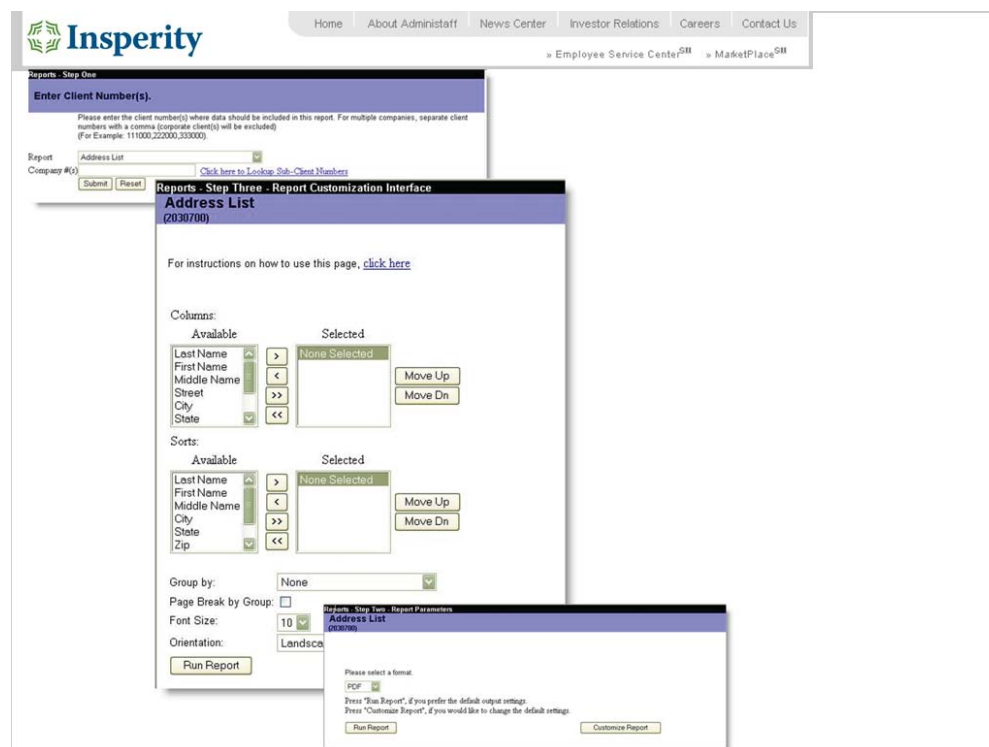 Insperity
Home About Administaff News Center Investor Relations Careers Contact Us
» Employee Service Center SM » MarketPlace SM
Reports - Step One
Enter Client Number(s).
Please enter the client number(s) where data should be included in this report. For multiple companies, separate client
numbers with a comma (corporate client(s) will be excluded)
(For Example: 111000,222000,333000).
Report Address List
Company #(s) Click here to Lookup Sub-Client Numbers
Submit Reset
Reports - Step Three - Report Customization Interface
Address List
(2030700)
For instructions on how to use this page, click here
Columns:
Available Selected
Last Name
First Name
Middle Name
Street
City
State
>
<
>>
<<
None Selected
Move Up
Move Dn
Sorts:
Available Selected
Last Name
First Name
Middle Name
City
State
Zip
>
<
>>
<<
None Selected
Move Up
Move Dn
Group by: None
Page Break by Group:
Font Size: 10
Orientation: Landsca
Run Report
Reports - Step Two - Report Parameters
Address List
(2030700)
Please select a format.
PDF
Press "Run Report", if you prefer the default output settings.
Press "Customize Report", if you would like to change the default settings.
Run Report Customize Report